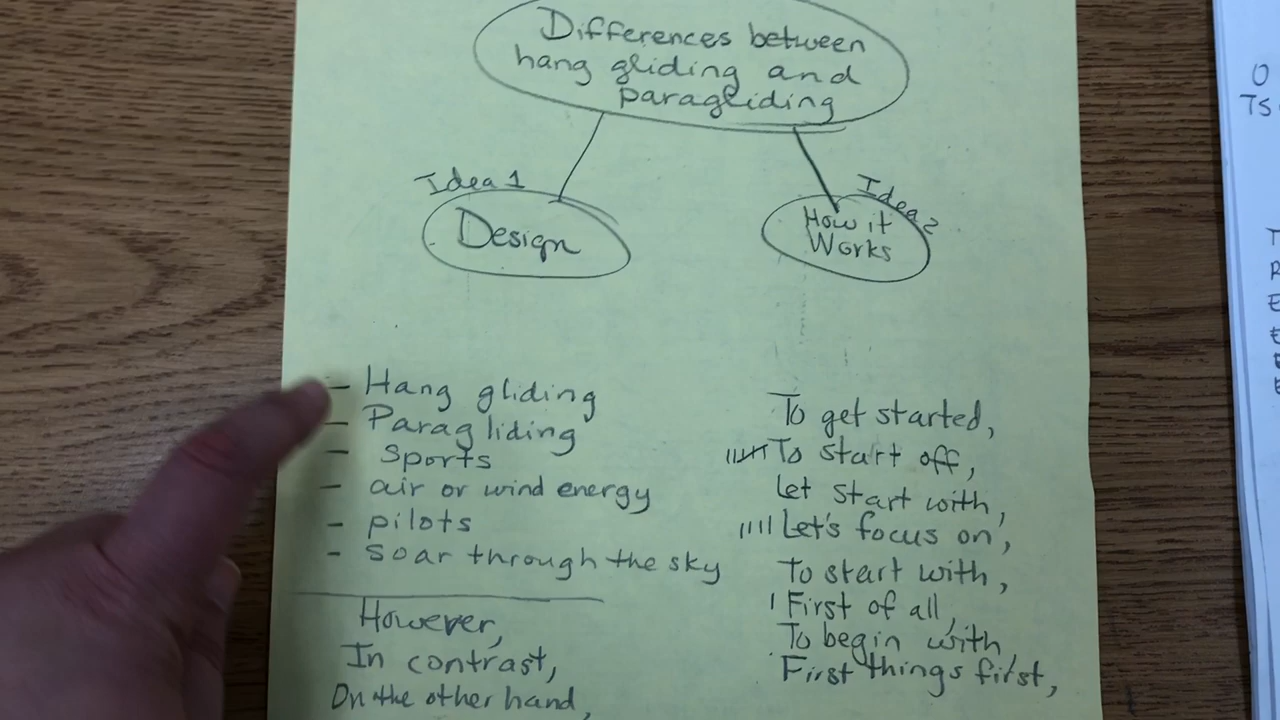 Differences between
hang gliding and
paragliding
Idea 1
Design
Idea 2
How it
Works
- Hang gliding
- Paragliding
- Sports
- air or wind energy
- pilots
- soar through the sky
However,
In contrast,
On the other hand,
To get started,
To start off,
Let start with,
Let's focus on,
To start with,
First of all,
To begin with,
First things first,
O
TS
T
R
E
E
E
E